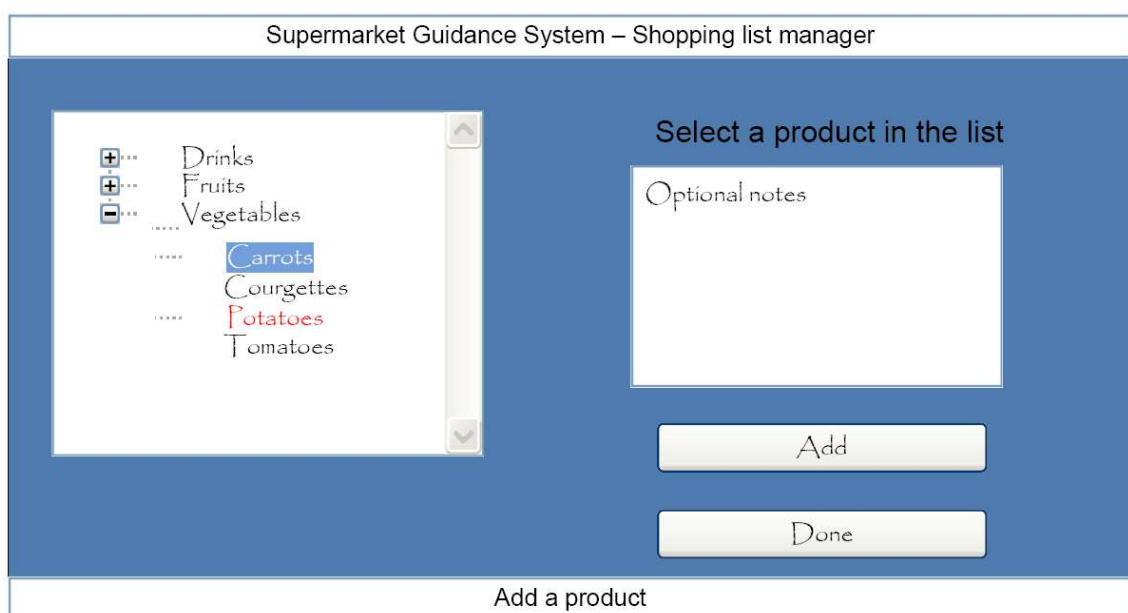 Supermarket Guidance System – Shopping list manager
Drinks
Fruits
Vegetables
Carrots
Courgettes
Potatoes
Tomatoes
Select a product in the list
Optional notes
Add
Done
Add a product